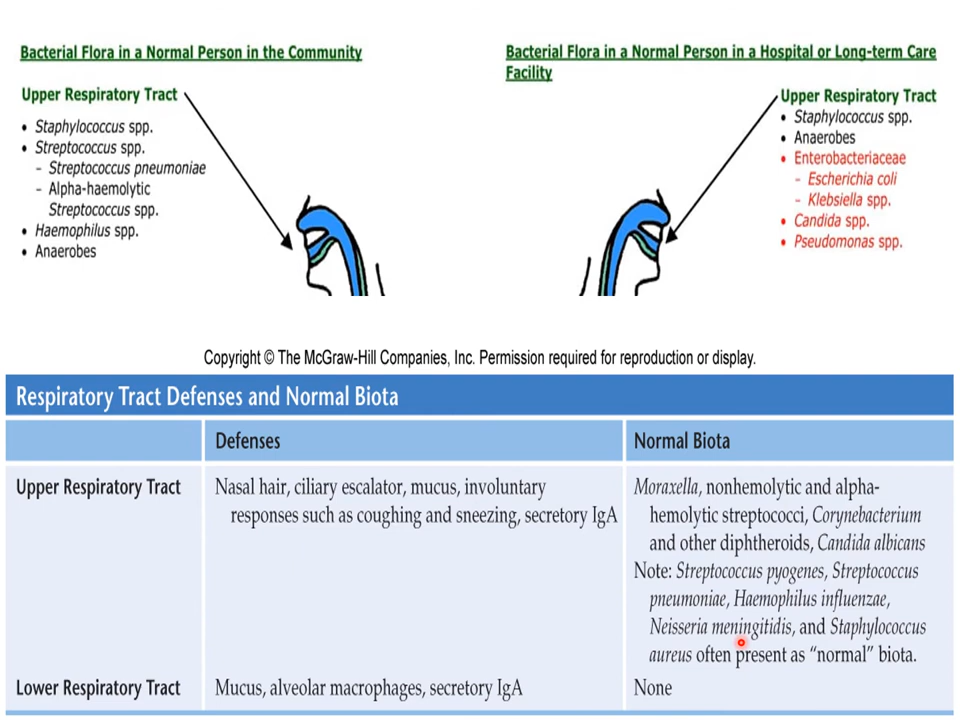 Bacterial Flora in a Normal Person in the Community
Upper Respiratory Tract
• Staphylococcus spp.
• Streptococcus spp.
– Streptococcus pneumoniae
– Alpha-haemolytic
Streptococcus spp.
• Haemophilus spp.
• Anaerobes
Bacterial Flora in a Normal Person in a Hospital or Long-term Care
Facility
Upper Respiratory Tract
• Staphylococcus spp.
• Anaerobes
• Enterobacteriaceae
– Escherichia coli
– Klebsiella spp.
• Candida spp.
• Pseudomonas spp.
Copyright © The McGraw-Hill Companies, Inc. Permission required for reproduction or display.
Respiratory Tract Defenses and Normal Biota
Defenses
Normal Biota
Upper Respiratory Tract
Nasal hair, ciliary escalator, mucus, involuntary
responses such as coughing and sneezing, secretory IgA
Moraxella, nonhemolytic and alpha-
hemolytic streptococci, Corynebacterium
and other diphtheroids, Candida albicans
Note: Streptococcus pyogenes, Streptococcus
pneumoniae, Haemophilus influenzae,
Neisseria meningitidis, and Staphylococcus
aureus often present as “normal” biota.
Lower Respiratory Tract
Mucus, alveolar macrophages, secretory IgA
None